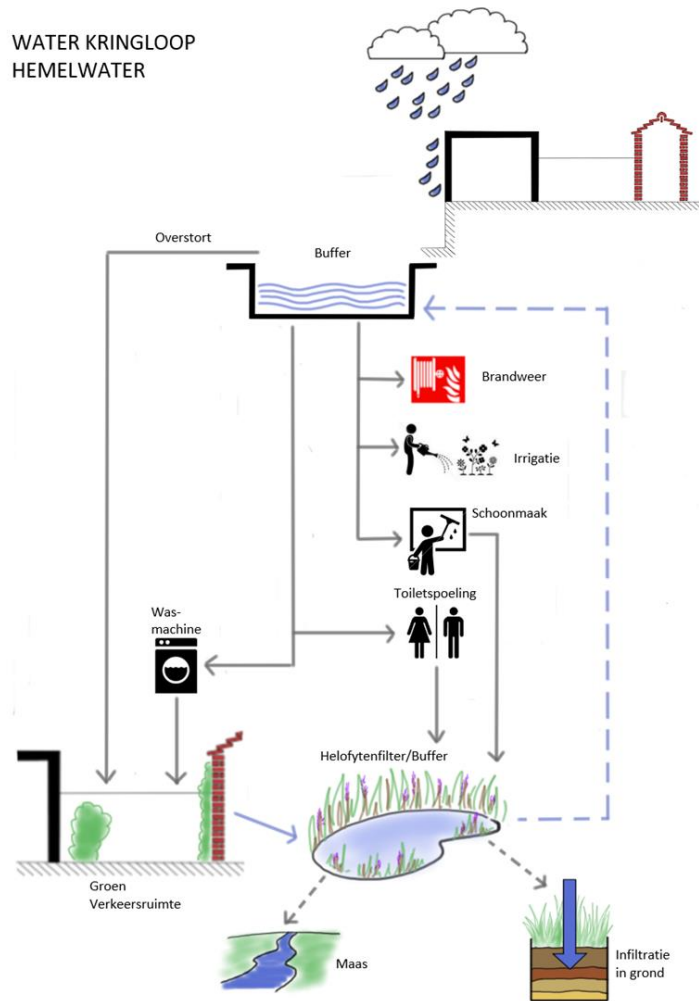 WATER KRINGLOOP
HEMELWATER
Overstort
Buffer
Brandweer
Irrigatie
Schoonmaak
Toiletspoeling
Was-
machine
Helofytenfilter/Buffer
Groen
Verkeersruimte
Maas
Infiltratie
in grond